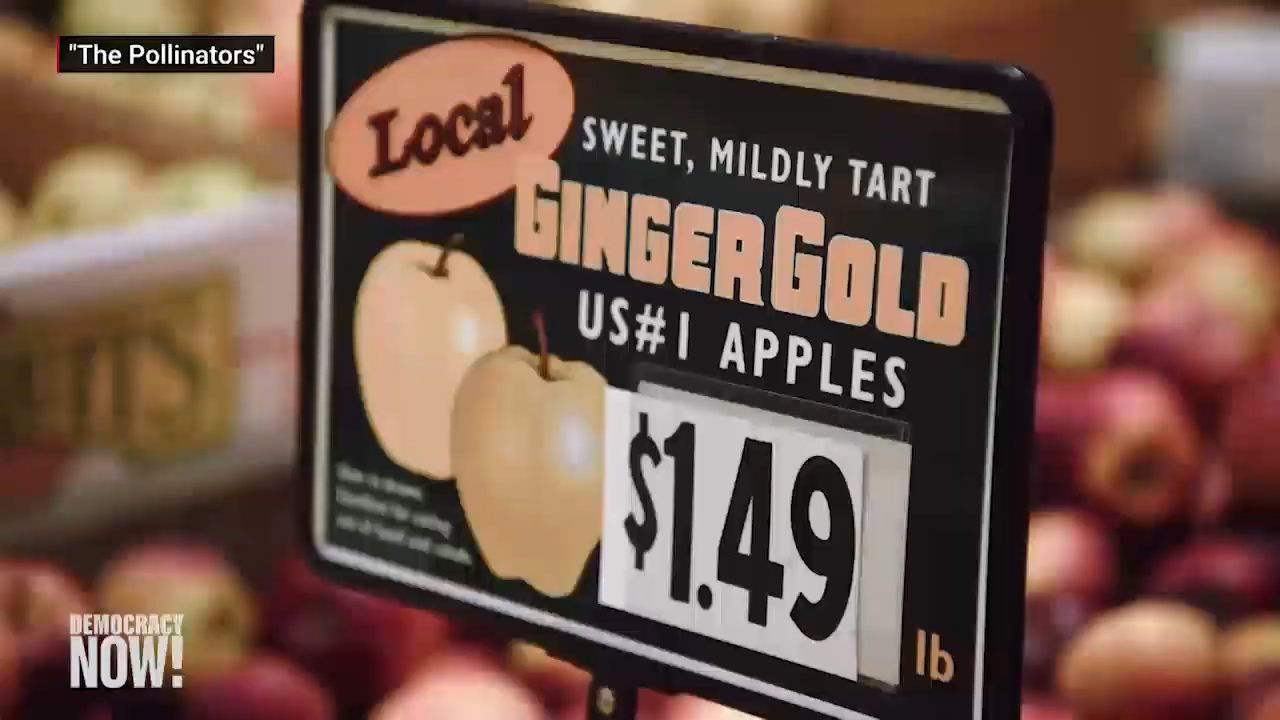 "The Pollinators"
Local
SWEET, MILDLY TART
GINGERGOLD
US#1 APPLES
$1.49
lb
DEMOCRACY
NOW!